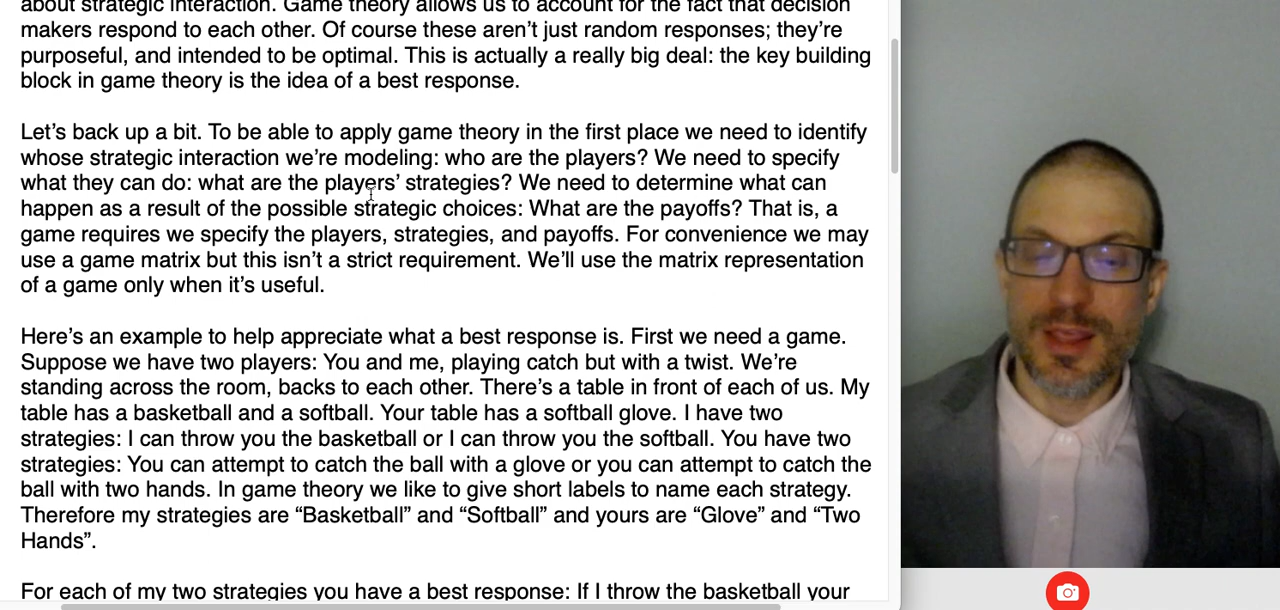 about strategic interaction. Game theory allows us to account for the fact that decision
makers respond to each other. Of course these aren’t just random responses; they’re
purposeful, and intended to be optimal. This is actually a really big deal: the key building
block in game theory is the idea of a best response.
Let’s back up a bit. To be able to apply game theory in the first place we need to identify
whose strategic interaction we’re modeling: who are the players? We need to specify
what they can do: what are the players’ strategies? We need to determine what can
happen as a result of the possible strategic choices: What are the payoffs? That is, a
game requires we specify the players, strategies, and payoffs. For convenience we may
use a game matrix but this isn’t a strict requirement. We’ll use the matrix representation
of a game only when it’s useful.
Here’s an example to help appreciate what a best response is. First we need a game.
Suppose we have two players: You and me, playing catch but with a twist. We’re
standing across the room, backs to each other. There’s a table in front of each of us. My
table has a basketball and a softball. Your table has a softball glove. I have two
strategies: I can throw you the basketball or I can throw you the softball. You have two
strategies: You can attempt to catch the ball with a glove or you can attempt to catch the
ball with two hands. In game theory we like to give short labels to name each strategy.
Therefore my strategies are “Basketball” and “Softball” and yours are “Glove” and “Two
Hands”.
For each of my two strategies you have a best response: If I throw the basketball your